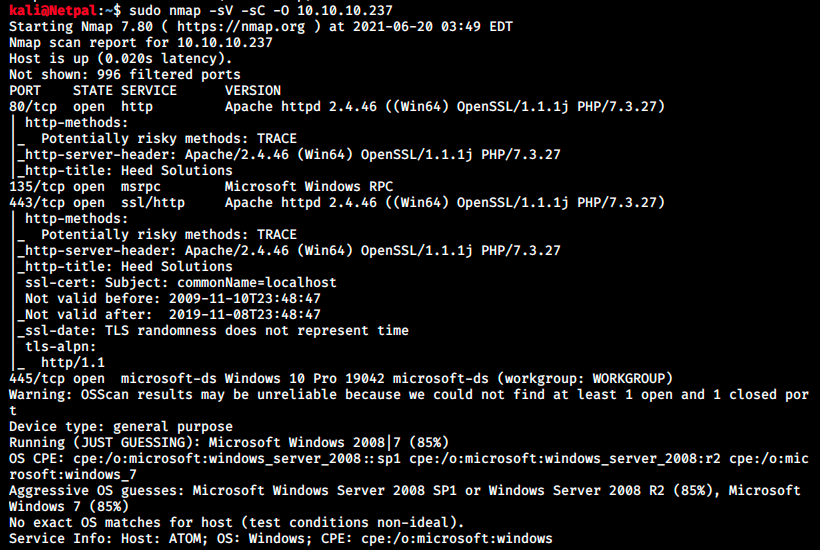 kali@Netpal:~$ sudo nmap -sV -sC -O 10.10.10.237
Starting Nmap 7.80 ( https://nmap.org ) at 2021-06-20 03:49 EDT
Nmap scan report for 10.10.10.237
Host is up (0.020s latency).
Not shown: 996 filtered ports
PORT    STATE SERVICE      VERSION
80/tcp  open  http         Apache httpd 2.4.46 ((Win64) OpenSSL/1.1.1j PHP/7.3.27)
| http-methods:
|_  Potentially risky methods: TRACE
|_http-server-header: Apache/2.4.46 (Win64) OpenSSL/1.1.1j PHP/7.3.27
|_http-title: Heed Solutions
135/tcp open  msrpc        Microsoft Windows RPC
443/tcp open  ssl/http     Apache httpd 2.4.46 ((Win64) OpenSSL/1.1.1j PHP/7.3.27)
| http-methods:
|_  Potentially risky methods: TRACE
|_http-server-header: Apache/2.4.46 (Win64) OpenSSL/1.1.1j PHP/7.3.27
|_http-title: Heed Solutions
| ssl-cert: Subject: commonName=localhost
| Not valid before: 2009-11-10T23:48:47
|_Not valid after:  2019-11-08T23:48:47
|_ssl-date: TLS randomness does not represent time
| tls-alpn:
|_  http/1.1
445/tcp open  microsoft-ds Windows 10 Pro 19042 microsoft-ds (workgroup: WORKGROUP)
Warning: OSScan results may be unreliable because we could not find at least 1 open and 1 closed por
t
Device type: general purpose
Running (JUST GUESSING): Microsoft Windows 2008|7 (85%)
OS CPE: cpe:/o:microsoft:windows_server_2008::sp1 cpe:/o:microsoft:windows_server_2008:r2 cpe:/o:mic
rosoft:windows_7
Aggressive OS guesses: Microsoft Windows Server 2008 SP1 or Windows Server 2008 R2 (85%), Microsoft
Windows 7 (85%)
No exact OS matches for host (test conditions non-ideal).
Service Info: Host: ATOM; OS: Windows; CPE: cpe:/o:microsoft:windows